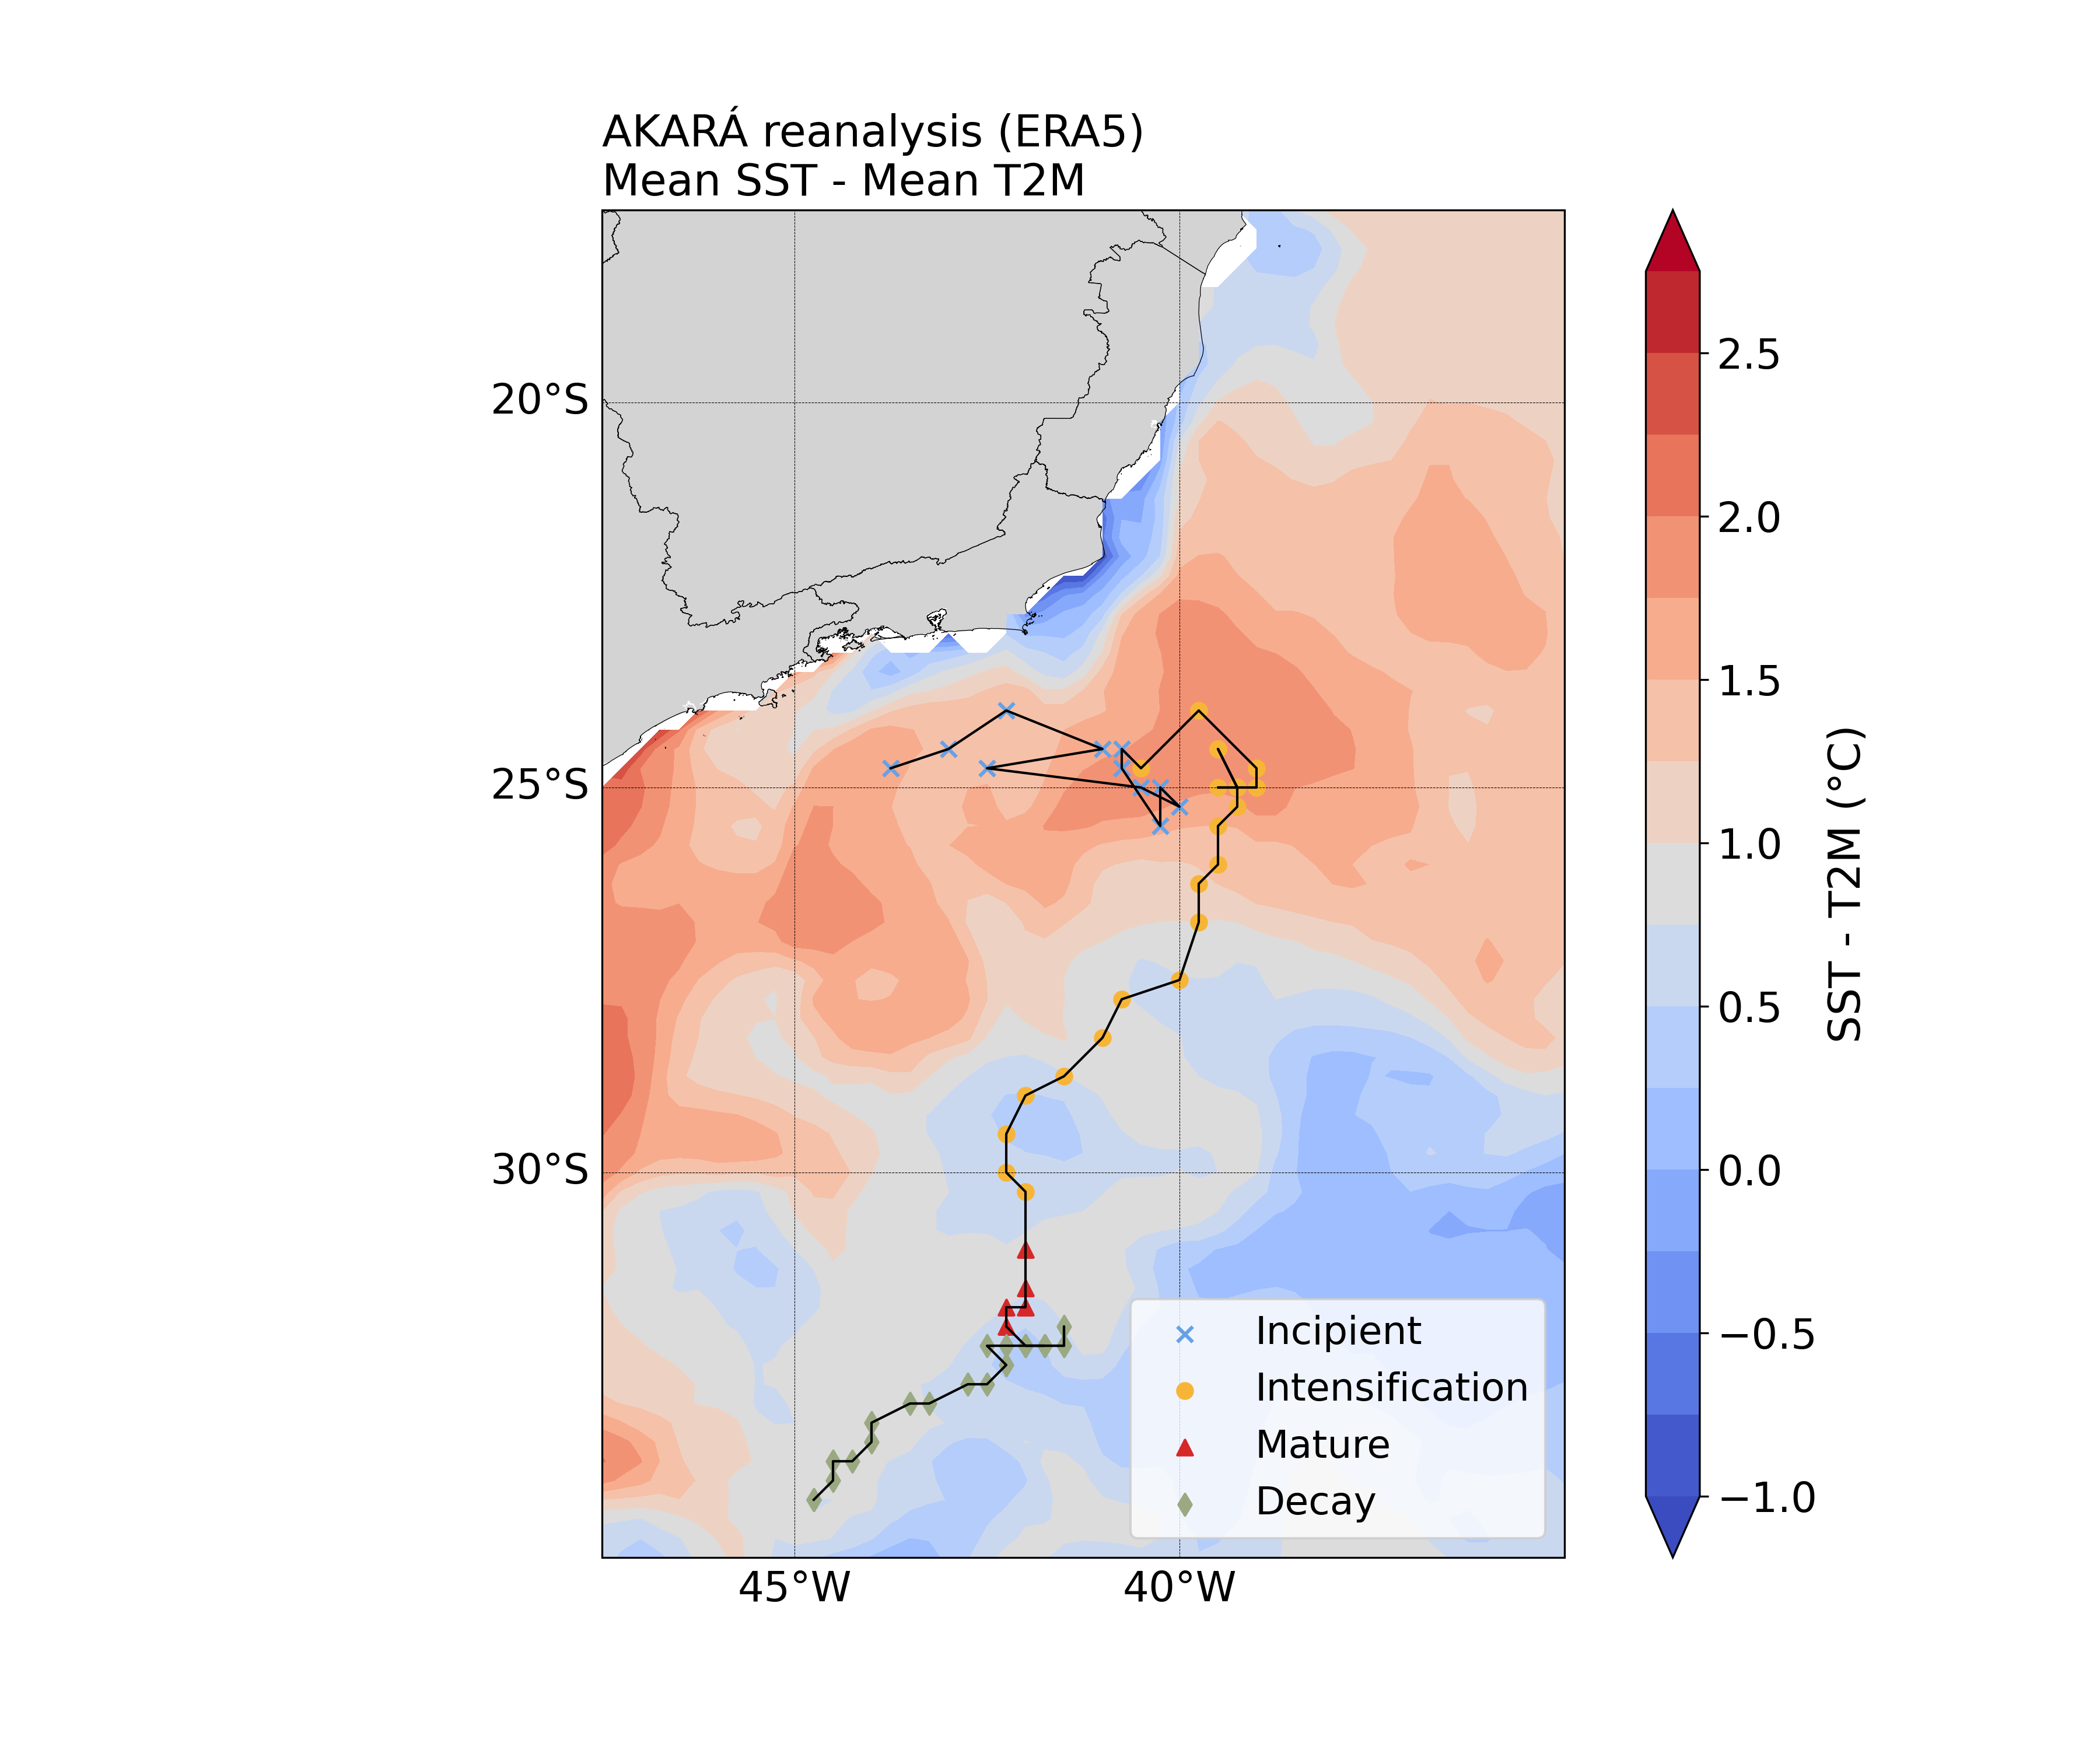 AKARÁ reanalysis (ERA5)
Mean SST - Mean T2M
20°S
25°S
30°S
45°W
40°W
Incipient
Intensification
Mature
Decay
2.5
2.0
1.5
1.0
0.5
0.0
−0.5
−1.0
SST - T2M (°C)